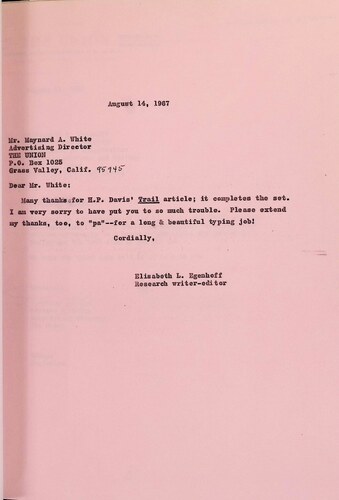 August 14, 1967
Mr. Maynard A. White
Advertising Director
THE UNION
P.O. Box 1025
Grass Valley, Calif. 95945
Dear Mr. White:
Many thanks for H.P. Davis' Trail article; it completes the set.
I am very sorry to have put you to so much trouble. Please extend
my thanks, too, to "pa"--for a long & beautiful typing job!
Cordially,
Elisabeth L. Egenhoff
Research writer-editor